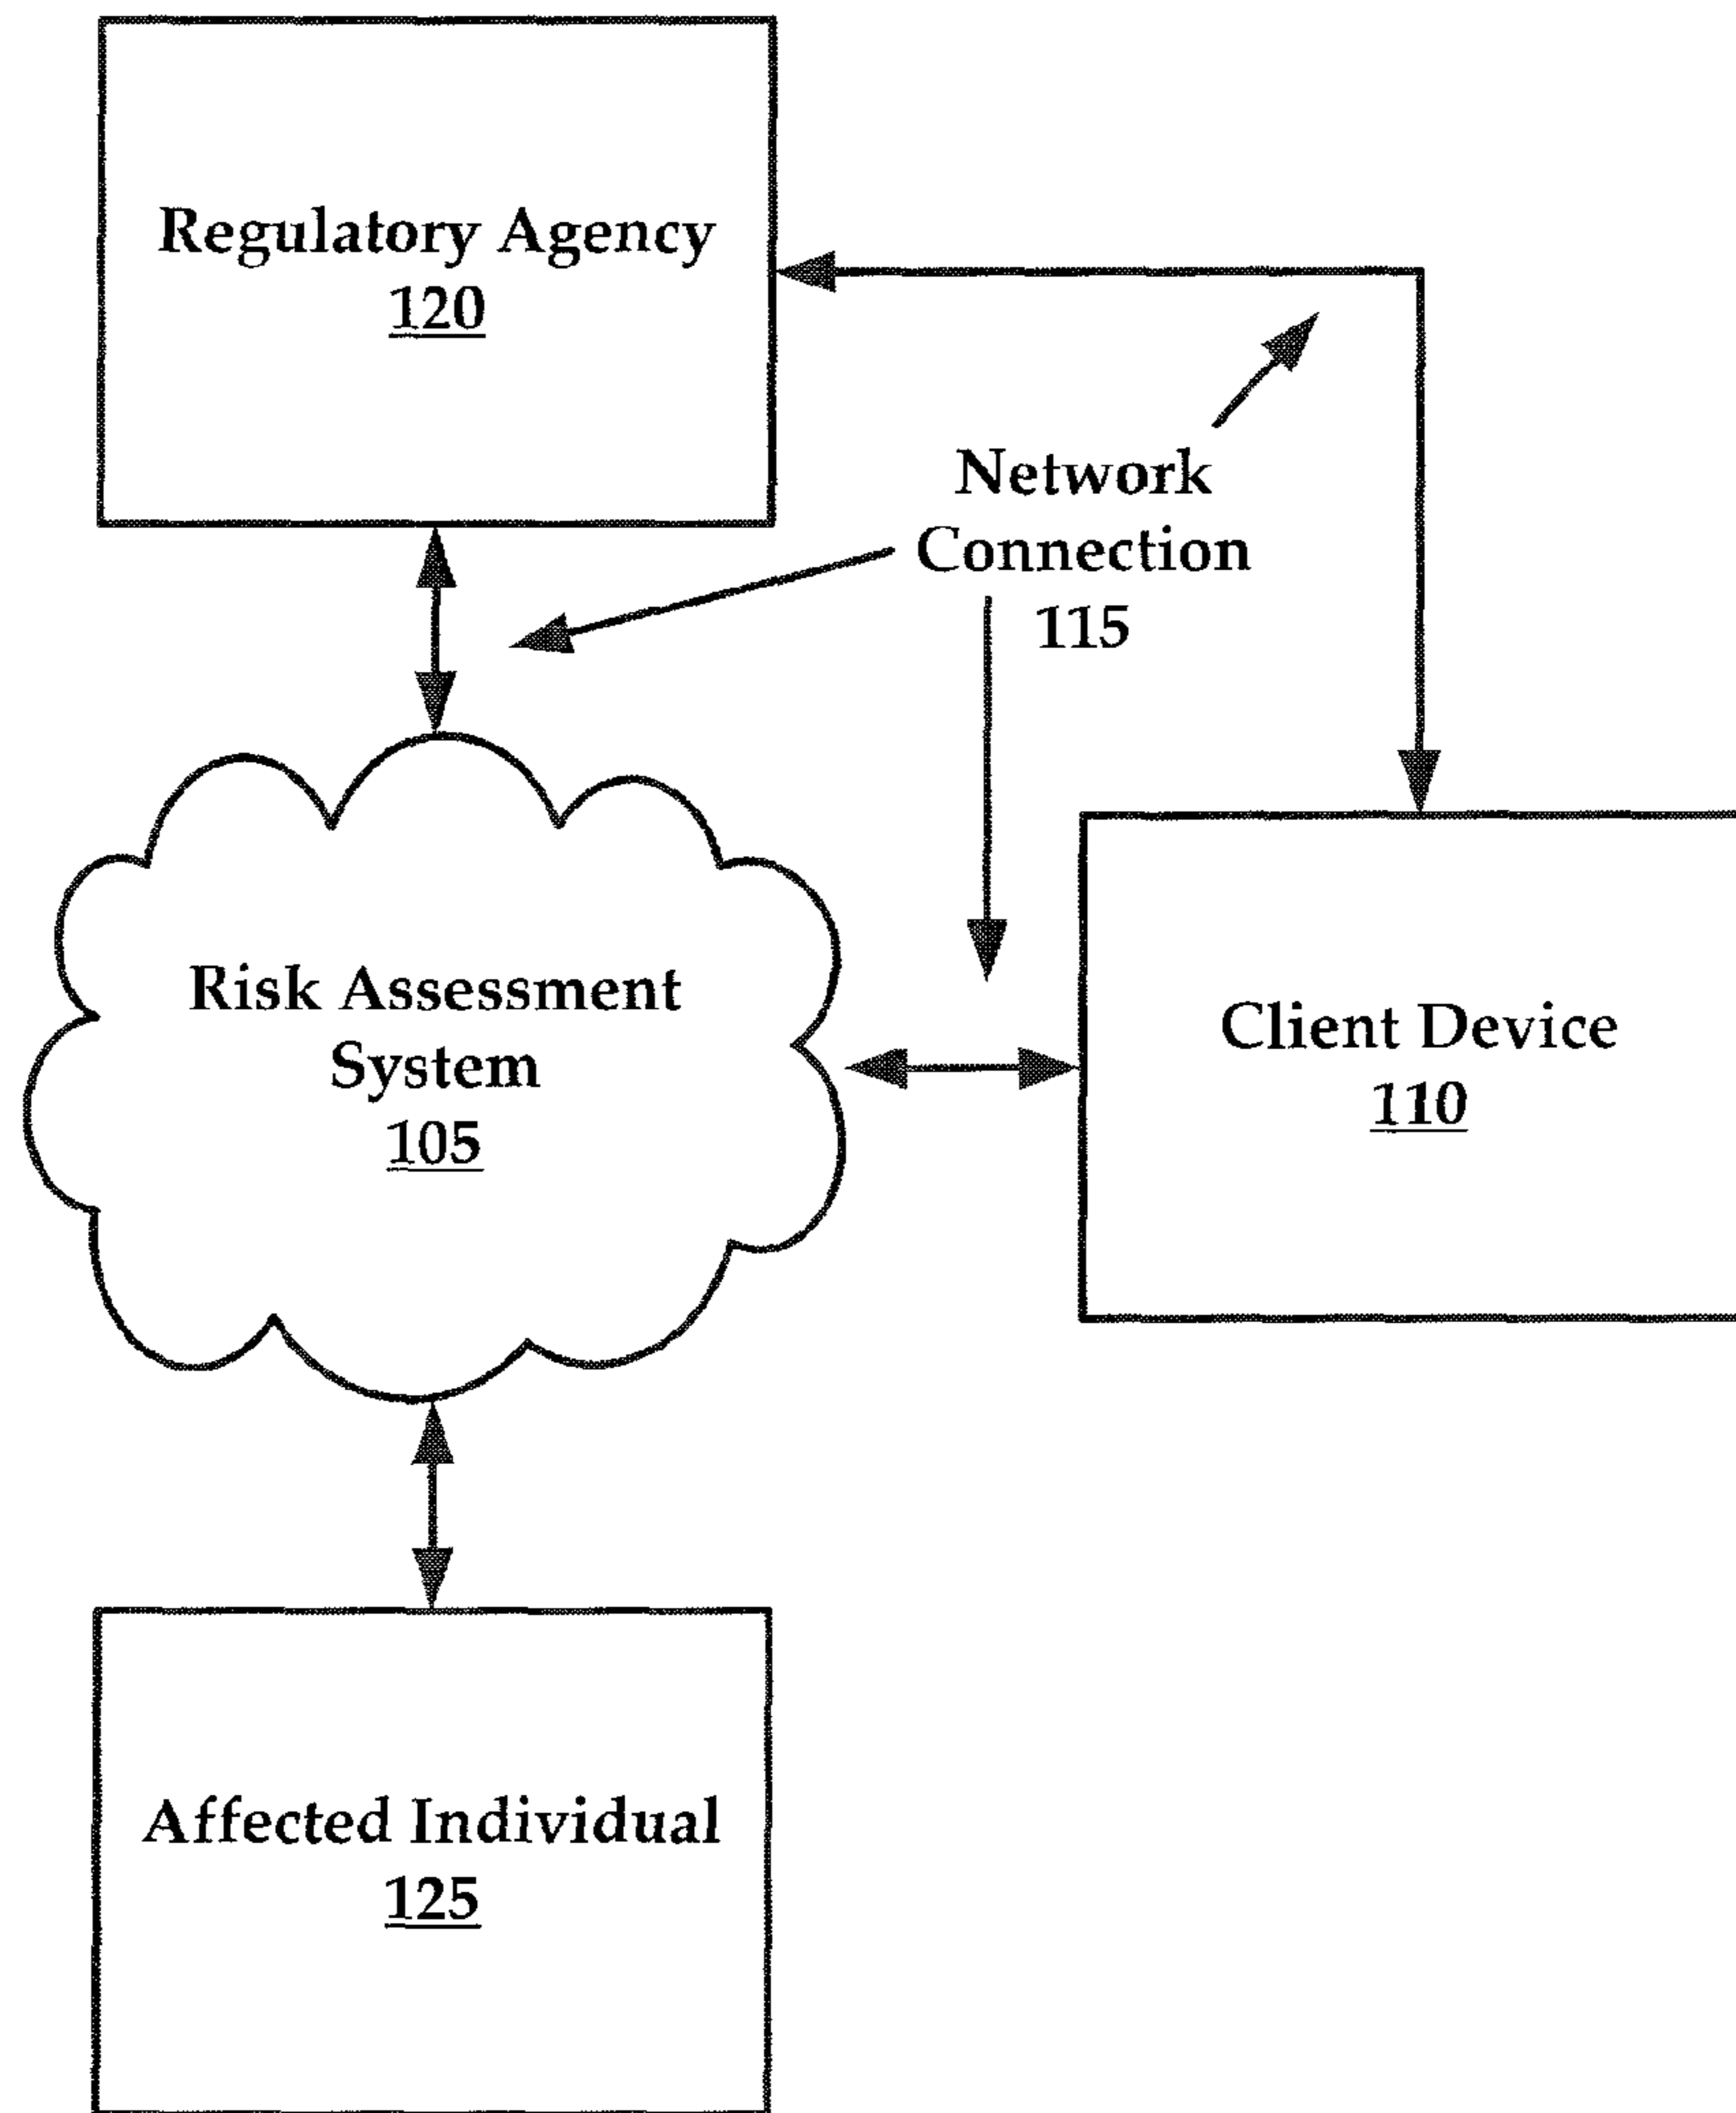 Regulatory Agency
120
Network
Connection
115
Risk Assessment
System
105
Client Device
110
Affected Individual
125